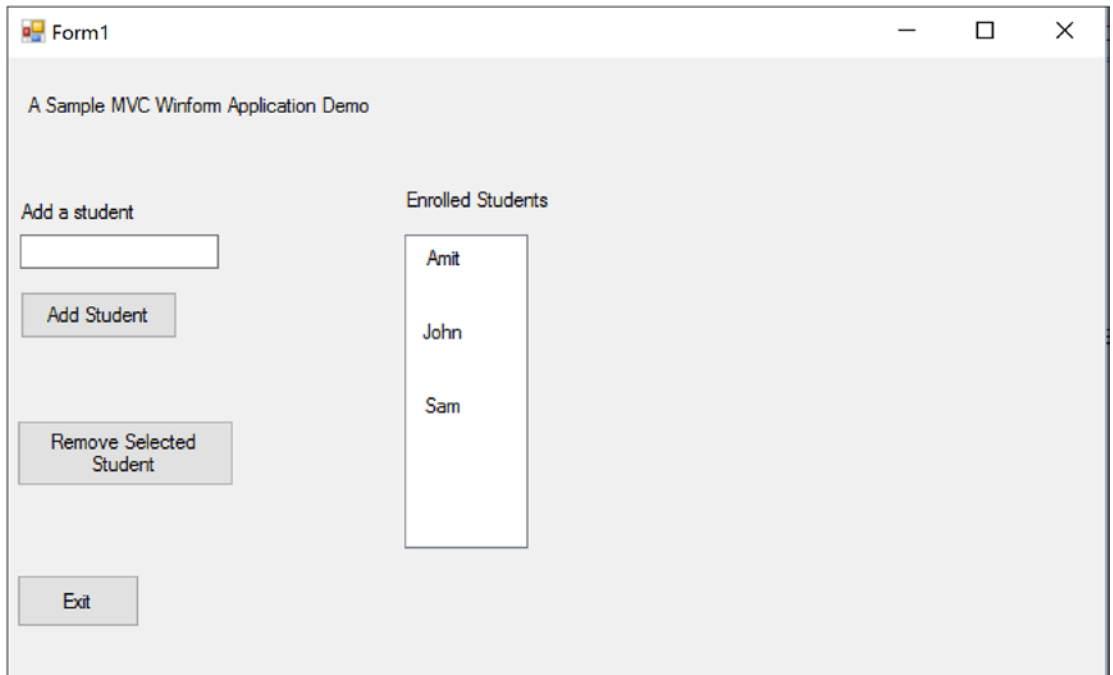 Form1
A Sample MVC Winform Application Demo
Add a student
Add Student
Remove Selected
Student
Exit
Enrolled Students
Amit
John
Sam